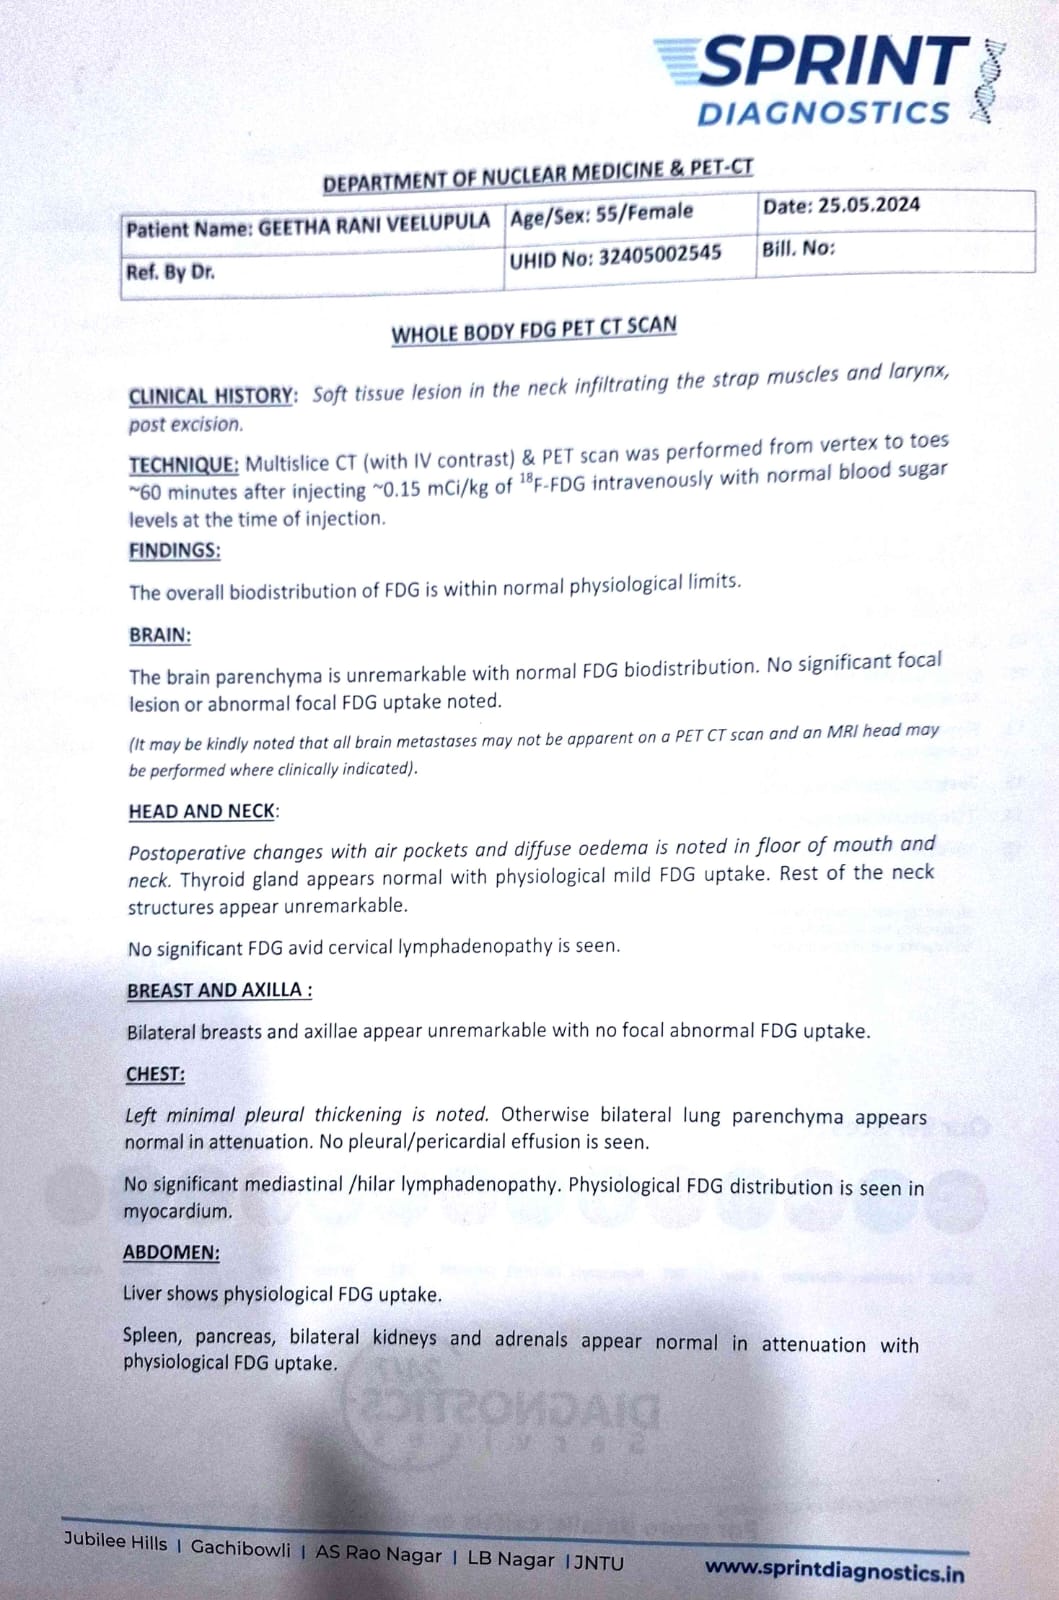 SPRINT
DIAGNOSTICS
DEPARTMENT OF NUCLEAR MEDICINE & PET-CT
Patient Name: GEETHA RANI VEELUPULA Age/Sex: 55/Female Date: 25.05.2024
Ref. By Dr. UHID No: 32405002545 Bill. No:
WHOLE BODY FDG PET CT SCAN
CLINICAL HISTORY: Soft tissue lesion in the neck infiltrating the strap muscles and larynx,
post excision.
TECHNIQUE: Multislice CT (with IV contrast) & PET scan was performed from vertex to toes
~60 minutes after injecting ~0.15 mCi/kg of ¹⁸F-FDG intravenously with normal blood sugar
levels at the time of injection.
FINDINGS:
The overall biodistribution of FDG is within normal physiological limits.
BRAIN:
The brain parenchyma is unremarkable with normal FDG biodistribution. No significant focal
lesion or abnormal focal FDG uptake noted.
(It may be kindly noted that all brain metastases may not be apparent on a PET CT scan and an MRI head may
be performed where clinically indicated).
HEAD AND NECK:
Postoperative changes with air pockets and diffuse oedema is noted in floor of mouth and
neck. Thyroid gland appears normal with physiological mild FDG uptake. Rest of the neck
structures appear unremarkable.
No significant FDG avid cervical lymphadenopathy is seen.
BREAST AND AXILLA :
Bilateral breasts and axillae appear unremarkable with no focal abnormal FDG uptake.
CHEST:
Left minimal pleural thickening is noted. Otherwise bilateral lung parenchyma appears
normal in attenuation. No pleural/pericardial effusion is seen.
No significant mediastinal /hilar lymphadenopathy. Physiological FDG distribution is seen in
myocardium.
ABDOMEN:
Liver shows physiological FDG uptake.
Spleen, pancreas, bilateral kidneys and adrenals appear normal in attenuation with
physiological FDG uptake.
24/7
DIAGNOSTICS
Services
Jubilee Hills | Gachibowli | AS Rao Nagar | LB Nagar | JNTU
www.sprintdiagnostics.in